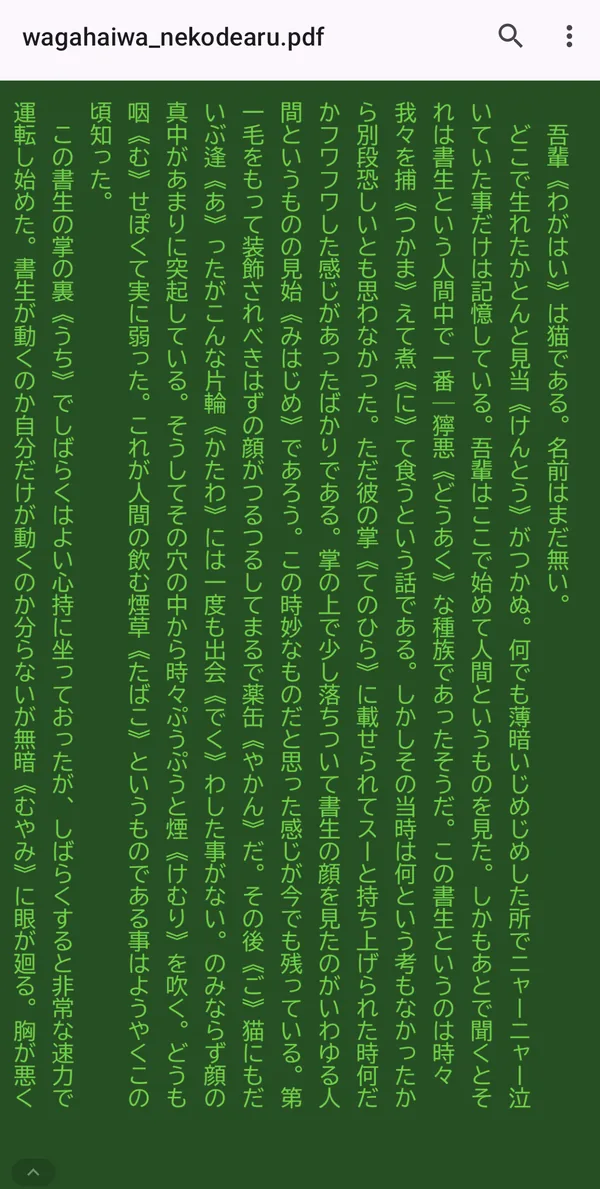 wagahaiwa_nekodearu.pdf
吾輩《わがはい》は猫である。名前はまだ無い。
どこで生れたかとんと見当《けんとう》がつかぬ。何でも薄暗いじめじめした所でニャーニャー泣
いていた事だけは記憶している。吾輩はここで始めて人間というものを見た。しかもあとで聞くとそ
れは書生という人間中で一番｜獰悪《どうあく》な種族であったそうだ。この書生というのは時々
我々を捕《つかま》えて煮《に》て食うという話である。しかしその当時は何という考もなかったか
ら別段恐しいとも思わなかった。ただ彼の掌《てのひら》に載せられてスーと持ち上げられた時何だ
かフワフワした感じがあったばかりである。掌の上で少し落ちついて書生の顔を見たのがいわゆる人
間というものの見始《みはじめ》であろう。この時妙なものだと思った感じが今でも残っている。第
一毛をもって装飾されべきはずの顔がつるつるしてまるで薬缶《やかん》だ。その後《ご》猫にもだ
いぶ逢《あ》ったがこんな片輪《かたわ》には一度も出会《でく》わした事がない。のみならず顔の
真中があまりに突起している。そうしてその穴の中から時々ぷうぷうと煙《けむり》を吹く。どうも
咽《む》せぽくて実に弱った。これが人間の飲む煙草《たばこ》というものである事はようやくこの
頃知った。
この書生の掌の裏《うち》でしばらくはよい心持に坐っておったが、しばらくすると非常な速力で
運転し始めた。書生が動くのか自分だけが動くのか分らないが無暗《むやみ》に眼が廻る。胸が悪く